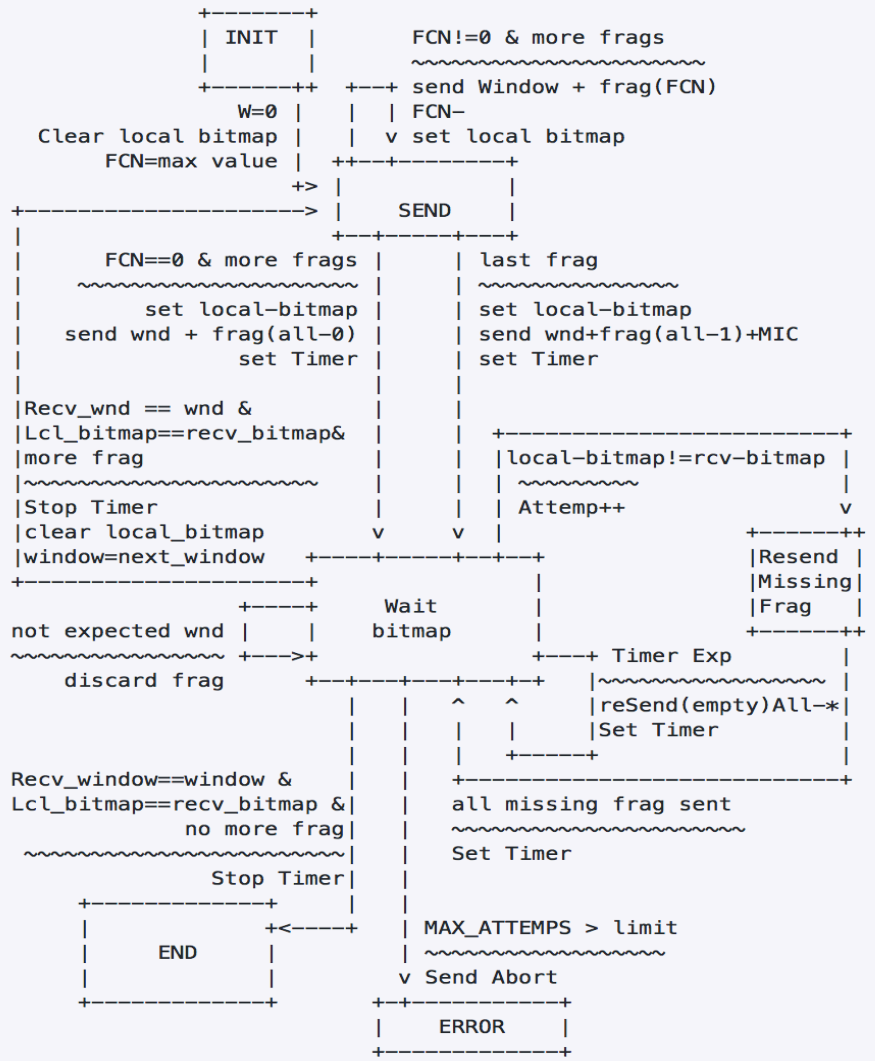 +-------+
                | INIT  |       FCN!=0 & more frags
                |       |       ~~~~~~~~~~~~~~~~~~~~~~
                +------++  +--+ send Window + frag(FCN)
                   W=0 |   |  | FCN-
    Clear local bitmap |   |  v set local bitmap
         FCN=max value |  ++--+--------+
                       +> |            |
+---------------------> |    SEND     |
|                         +--+-----+---+
|      FCN==0 & more frags |     | last frag
|    ~~~~~~~~~~~~~~~~~~~~~ |     | ~~~~~~~~~~~~~~~
|         set local-bitmap |     | set local-bitmap
|   send wnd + frag(all-0) |     | send wnd+frag(all-1)+MIC
|                set Timer |     | set Timer
|                          |     |
|Recv_wnd == wnd &         |     |
|Lcl_bitmap==recv_bitmap&  |     |  +-------------------------+
|more frag                 |     |  |local-bitmap!=rcv-bitmap |
|~~~~~~~~~~~~~~~~~~~~~~    |     |  | ~~~~~~~~~               |
|Stop Timer                |     |  | Attemp++                v
|clear local_bitmap        v     v  |                  +------++
|window=next_window   +----+-----+--+--+               |Resend |
+---------------------+                |               |Missing|
                 +----+     Wait       |               |Frag   |
not expected wnd |    |    bitmap      |               +------++
~~~~~~~~~~~~~~~~ +--->+                +---+ Timer Exp        |
    discard frag      +--+---+---+---+-+   |~~~~~~~~~~~~~~~~~ |
                         |   |   ^   ^     |reSend(empty)All-*|
                         |   |   |   |     |Set Timer         |
                         |   |   |   +-----+                  |
Recv_window==window &    |   |   +----------------------------+
Lcl_bitmap==recv_bitmap &|   |   all missing frag sent
             no more frag|   |   ~~~~~~~~~~~~~~~~~~~~~~
 ~~~~~~~~~~~~~~~~~~~~~~~~|   |   Set Timer
               Stop Timer|   |
     +-------------+     |   |
     |             +<----+   | MAX_ATTEMPS > limit
     |     END     |         | ~~~~~~~~~~~~~~~~~~
     |             |         v Send Abort
     +-------------+       +-+-----------+
                           |    ERROR    |
                           +-------------+